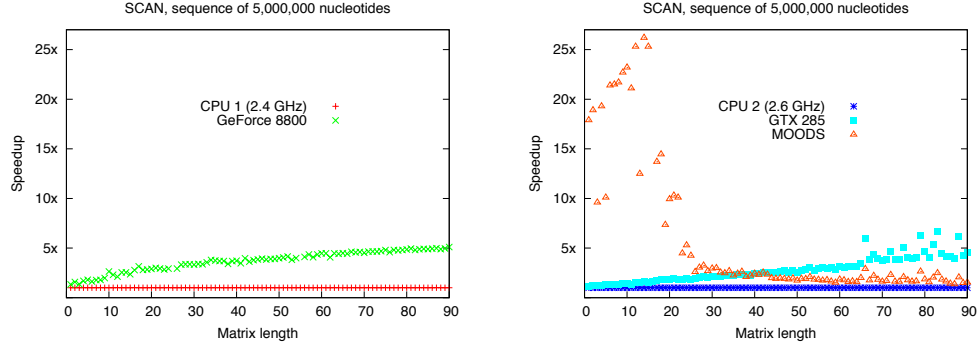 SCAN, sequence of 5,000,000 nucleotides
25x
20x
15x
10x
5x
Speedup
CPU 1 (2.4 GHz)
GeForce 8800
0 10 20 30 40 50 60 70 80 90
Matrix length
SCAN, sequence of 5,000,000 nucleotides
25x
20x
15x
10x
5x
Speedup
CPU 2 (2.6 GHz)
GTX 285
MOODS
0 10 20 30 40 50 60 70 80 90
Matrix length